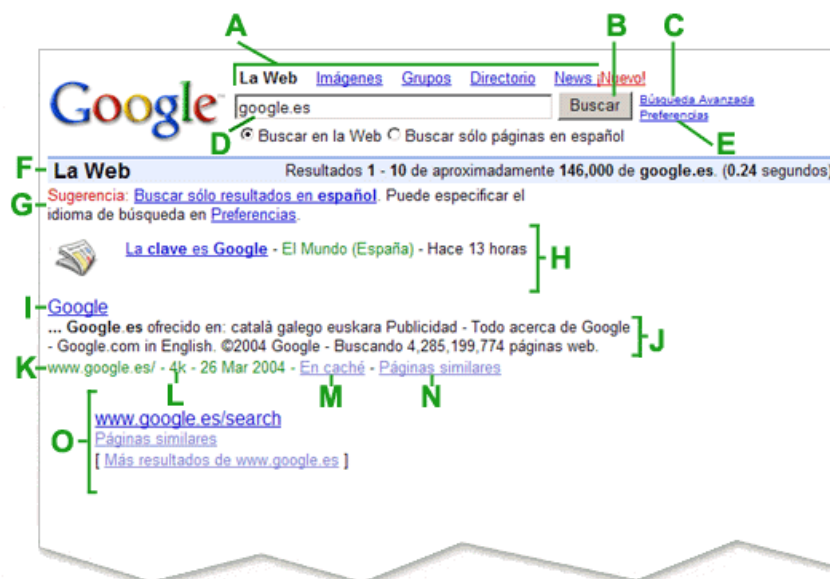 A B C
La Web Imágenes Grupos Directorio News ¡Nuevo!
Google™ google.es Buscar Búsqueda Avanzada
Preferencias
D Buscar en la Web Buscar sólo páginas en español E
F La Web Resultados 1 - 10 de aproximadamente 146,000 de google.es. (0.24 segundos)
G Sugerencia: Buscar sólo resultados en español. Puede especificar el
idioma de búsqueda en Preferencias.
La clave es Google - El Mundo (España) - Hace 13 horas H
I Google
... Google.es ofrecido en: català galego euskara Publicidad - Todo acerca de Google
- Google.com in English. ©2004 Google - Buscando 4,285,199,774 páginas web. J
K www.google.es/ - 4k - 26 Mar 2004 - En caché - Páginas similares
L M N
www.google.es/search
O Páginas similares
[ Más resultados de www.google.es ]